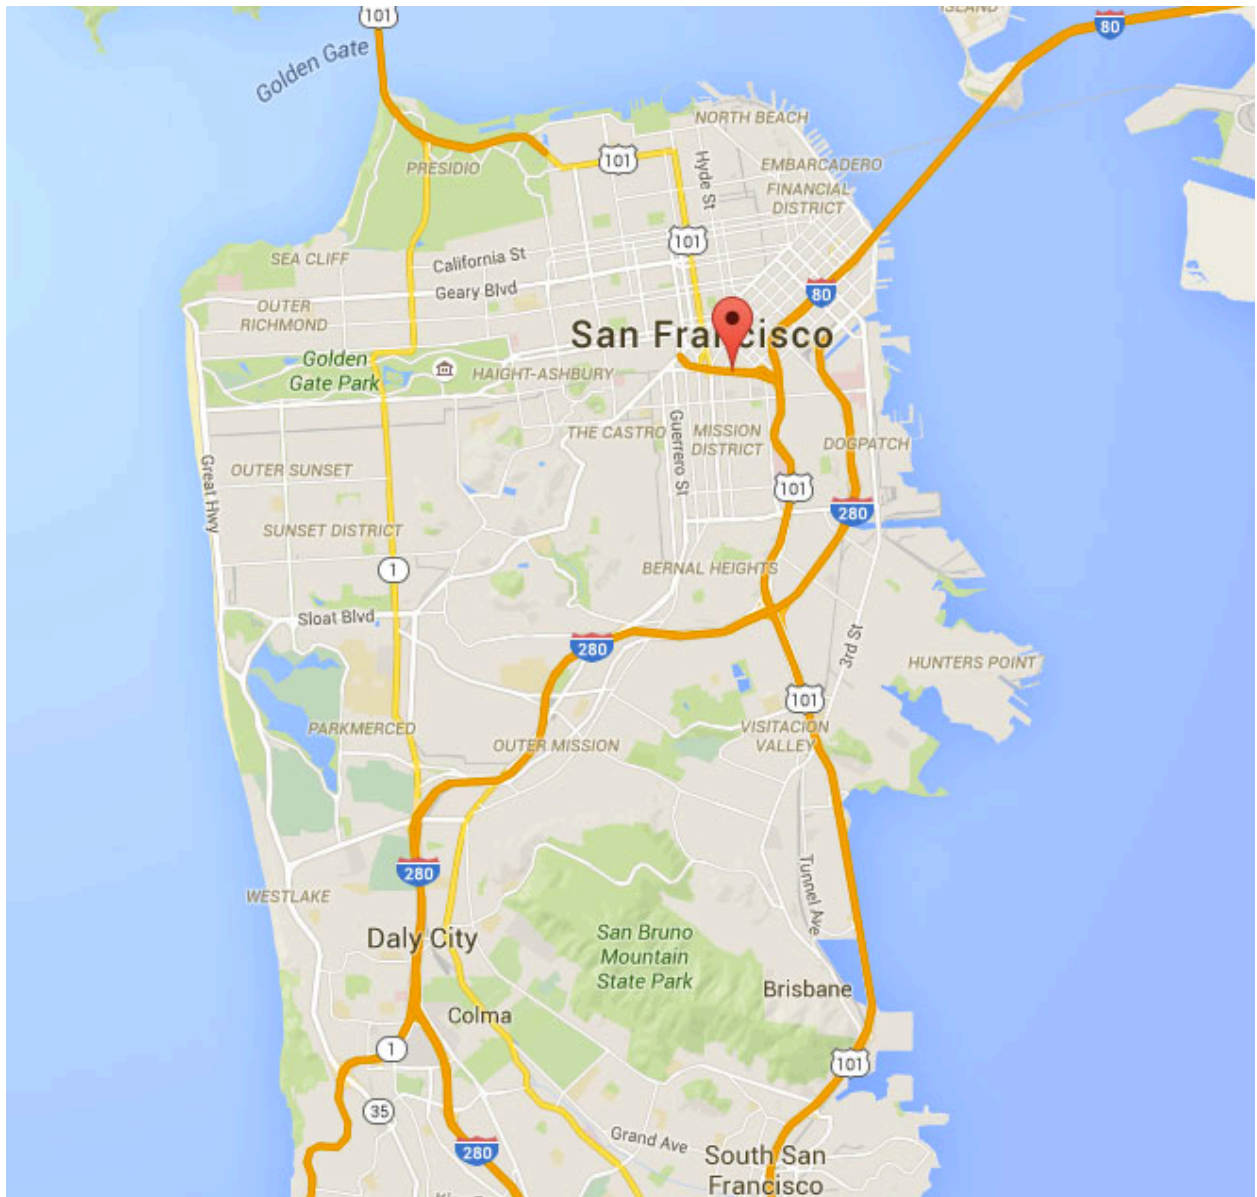 101
ISLAND
80
Golden Gate
NORTH BEACH
PRESIDIO
101
Hyde St
EMBARCADERO
FINANCIAL
DISTRICT
101
SEA CLIFF
California St
Geary Blvd
80
OUTER
RICHMOND
San Francisco
Golden
Gate Park
HAIGHT-ASHBURY
THE CASTRO
Guerrero St
MISSION
DISTRICT
DOGPATCH
OUTER SUNSET
Great Hwy
101
280
SUNSET DISTRICT
1
BERNAL HEIGHTS
Sloat Blvd
280
3rd St
HUNTERS POINT
101
PARKMERCED
OUTER MISSION
VISITACION
VALLEY
280
Tunnel Ave
WESTLAKE
Daly City
San Bruno
Mountain
State Park
Brisbane
Colma
1
101
35
280
Grand Ave
South San
Francisco